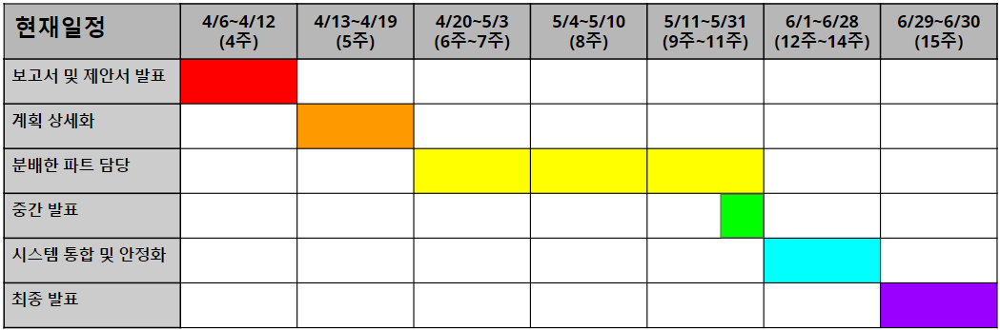 현재일정
4/6~4/12
(4주)
4/13~4/19
(5주)
4/20~5/3
(6주~7주)
5/4~5/10
(8주)
5/11~5/31
(9주~11주)
6/1~6/28
(12주~14주)
6/29~6/30
(15주)
보고서 및 제안서 발표
계획 상세화
분배한 파트 담당
중간 발표
시스템 통합 및 안정화
최종 발표